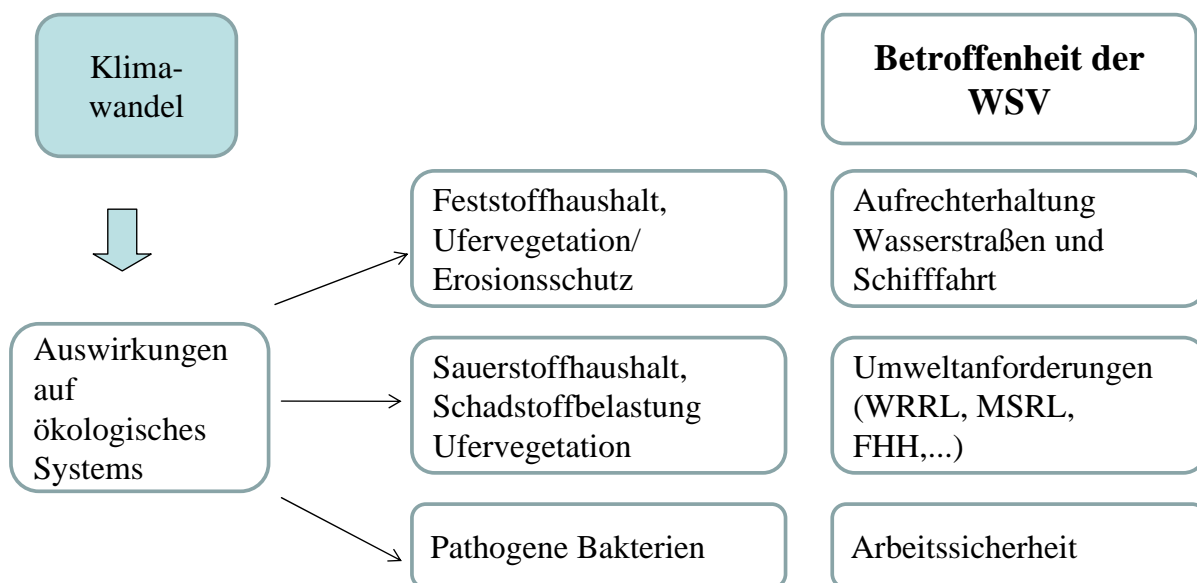 Klima-
wandel
Betroffenheit der
WSV
Feststoffhaushalt,
Ufervegetation/
Erosionsschutz
Aufrechterhaltung
Wasserstraßen und
Schifffahrt
Auswirkungen
auf
ökologisches
Systems
Sauerstoffhaushalt,
Schadstoffbelastung
Ufervegetation
Umweltanforderungen
(WRRL, MSRL,
FHH,...)
Pathogene Bakterien
Arbeitssicherheit